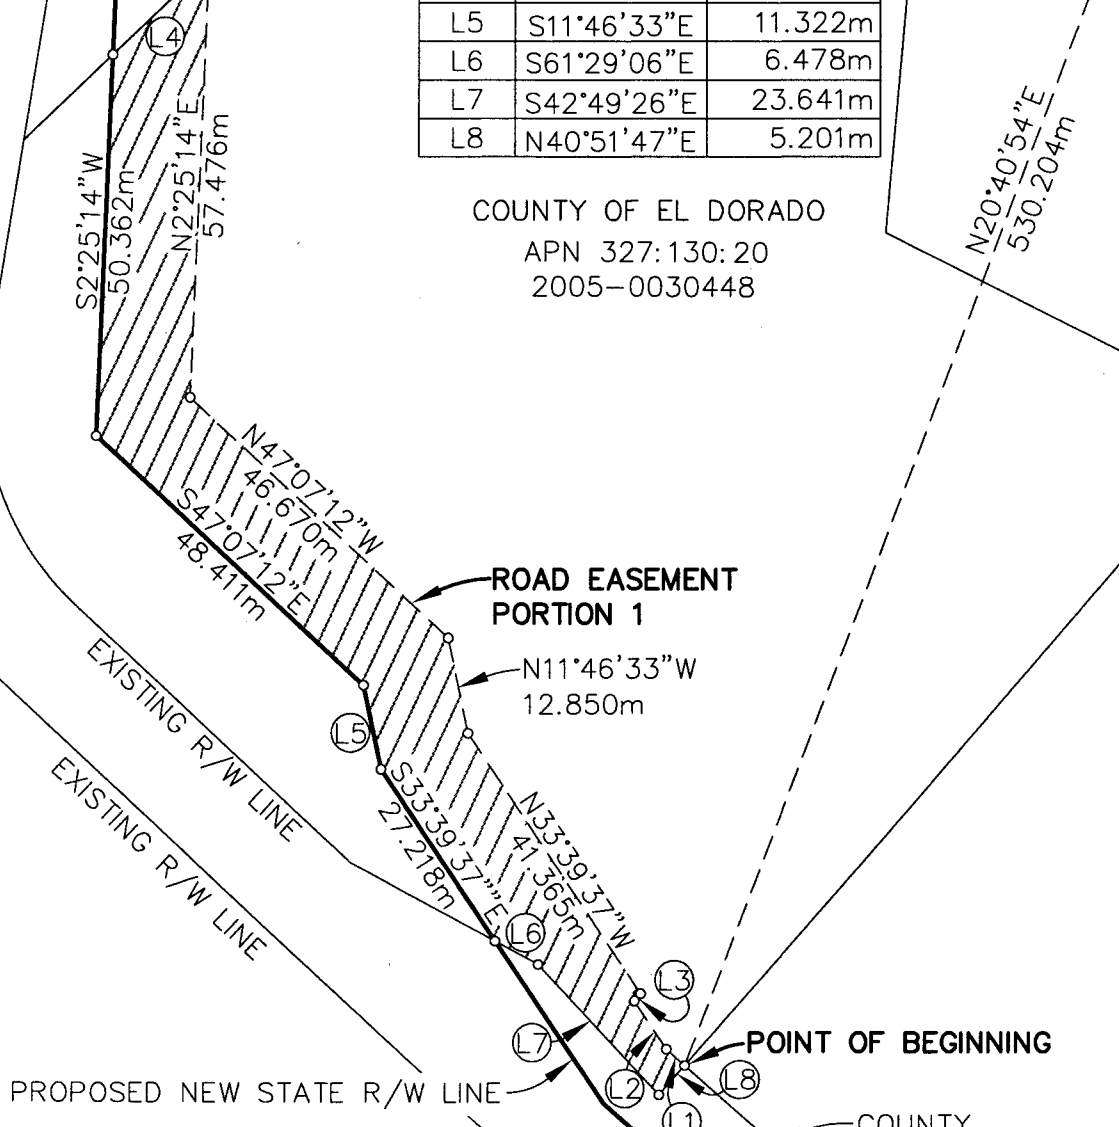 L5 S11°46'33"E 11.322m
L6 S61°29'06"E 6.478m
L7 S42°49'26"E 23.641m
L8 N40°51'47"E 5.201m
L4
N2°25'14"E
57.476m
S2°25'14"W
50.362m
N20°40'54"E
530.204m
COUNTY OF EL DORADO
APN 327:130:20
2005-0030448
N47°07'12"W
46.670m
S47°07'12"E
48.411m
ROAD EASEMENT
PORTION 1
N11°46'33"W
12.850m
EXISTING R/W LINE
L5
EXISTING R/W LINE
S33°39'37""E
27.218m
N33°39'37"W
41.365m
L6
L3
L7
POINT OF BEGINNING
L2
L8
PROPOSED NEW STATE R/W LINE
L1
COUNTY